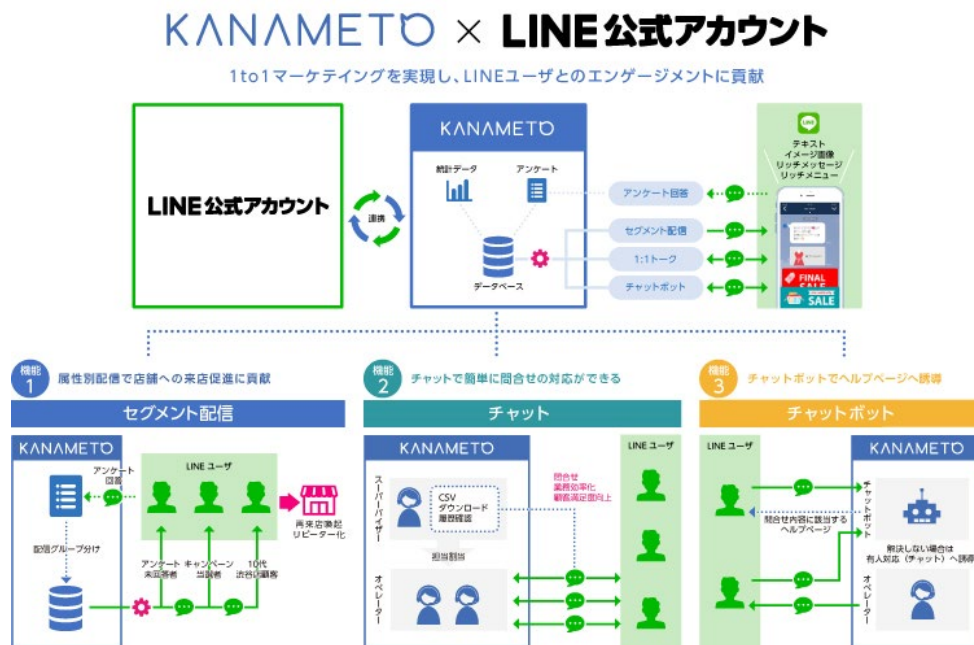 KANAMETO × LINE公式アカウント
1to1マーケテイングを実現し、LINEユーザとのエンゲージメントに貢献
LINE公式アカウント
連携
KANAMETO
統計データ
アンケート
データベース
アンケート回答
セグメント配信
1:1トーク
チャットボット
LINE
テキスト
イメージ画像
リッチメッセージ
リッチメニュー
FINAL
SALE
SALE
機能
1
属性別配信で店舗への来店促進に貢献
セグメント配信
KANAMETO
アンケート
回答
LINE ユーザ
再来店喚起
リピーター化
配信グループ分け
アンケート
未回答者
キャンペーン
当選者
10代
渋谷店顧客
機能
2
チャットで簡単に問合せの対応ができる
チャット
KANAMETO
LINE ユーザ
スーパーバイザー
CSV
ダウンロード
履歴確認
問合せ
業務効率化
顧客満足度向上
担当割当
オペレーター
機能
3
チャットボットでヘルプページへ誘導
チャットボット
LINE ユーザ
KANAMETO
チャットボット
問合せ内容に該当する
ヘルプページ
解決しない場合は
有人対応（チャット）へ誘導
オペレーター